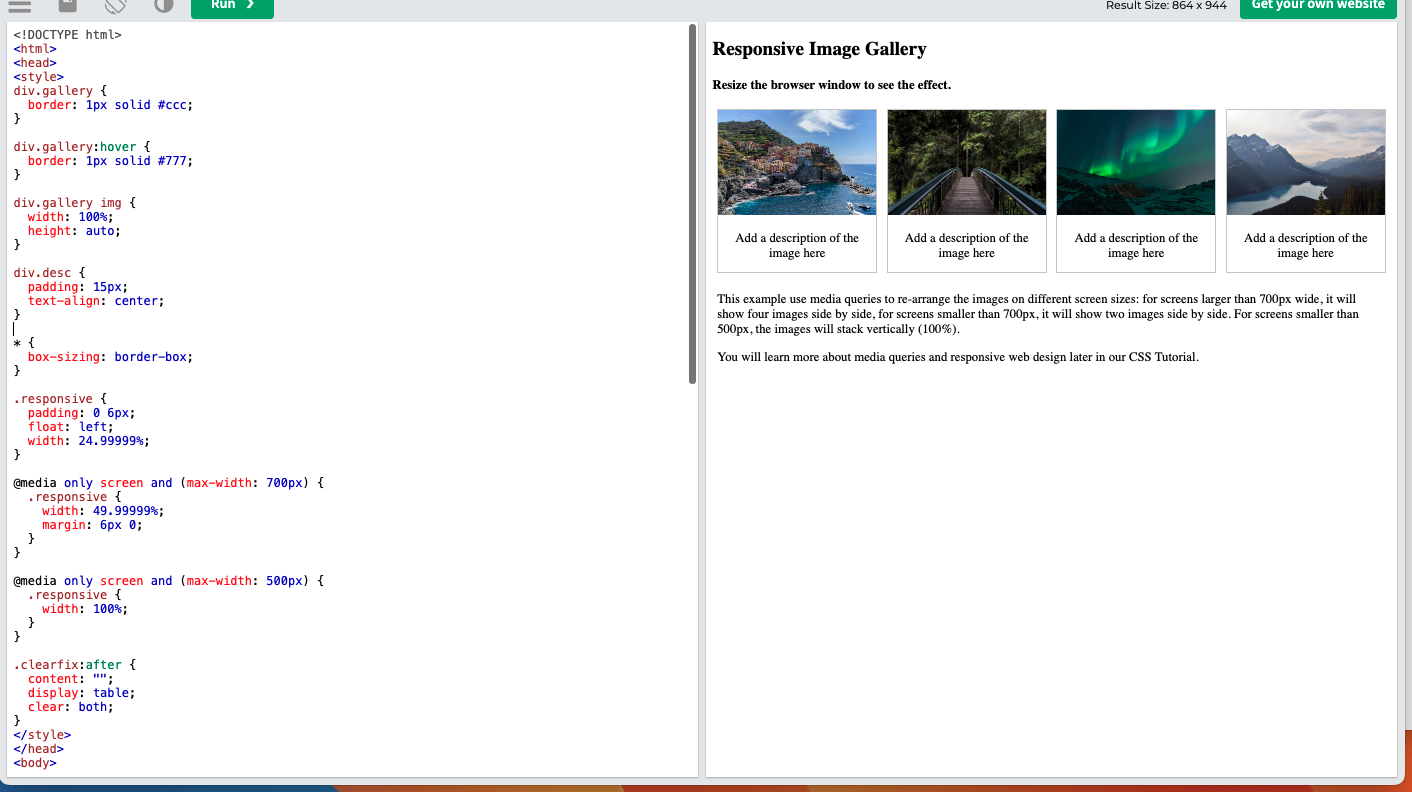 Run ❯
Result Size: 864 x 944
Get your own website
<!DOCTYPE html>
<html>
<head>
<style>
div.gallery {
  border: 1px solid #ccc;
}

div.gallery:hover {
  border: 1px solid #777;
}

div.gallery img {
  width: 100%;
  height: auto;
}

div.desc {
  padding: 15px;
  text-align: center;
}

* {
  box-sizing: border-box;
}

.responsive {
  padding: 0 6px;
  float: left;
  width: 24.99999%;
}

@media only screen and (max-width: 700px) {
  .responsive {
    width: 49.99999%;
    margin: 6px 0;
  }
}

@media only screen and (max-width: 500px) {
  .responsive {
    width: 100%;
  }
}

.clearfix:after {
  content: "";
  display: table;
  clear: both;
}
</style>
</head>
<body>
Responsive Image Gallery
Resize the browser window to see the effect.
Add a description of the
image here
Add a description of the
image here
Add a description of the
image here
Add a description of the
image here
This example use media queries to re-arrange the images on different screen sizes: for screens larger than 700px wide, it will
show four images side by side, for screens smaller than 700px, it will show two images side by side. For screens smaller than
500px, the images will stack vertically (100%).
You will learn more about media queries and responsive web design later in our CSS Tutorial.